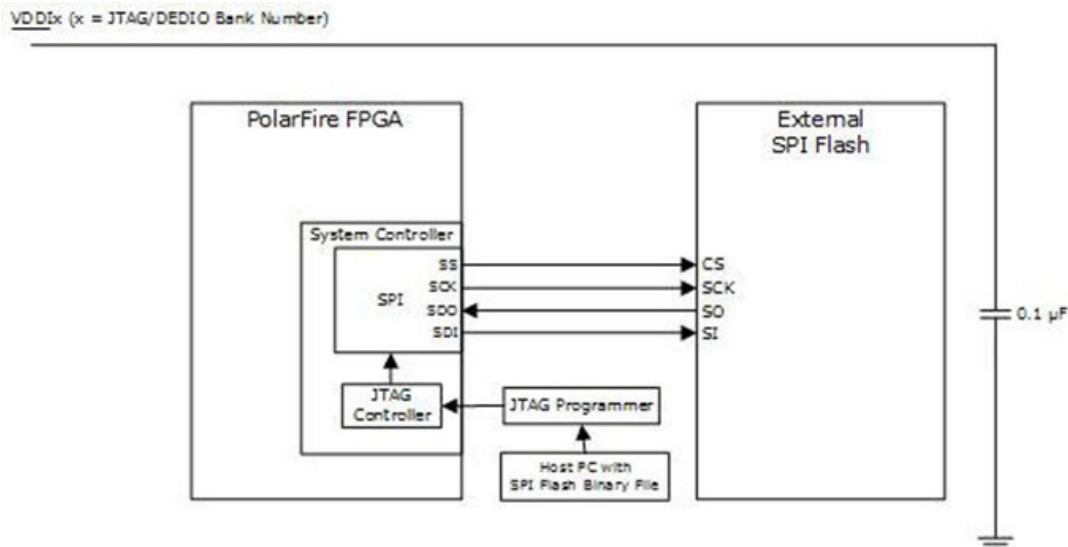 VDDIx (x = JTAG/DEDIO Bank Number)
PolarFire FPGA
External
SPI Flash
System Controller
SPI
SS
SCK
SDO
SDI
CS
SCK
SO
SI
0.1 µF
JTAG
Controller
JTAG Programmer
Host PC with
SPI Flash Binary File